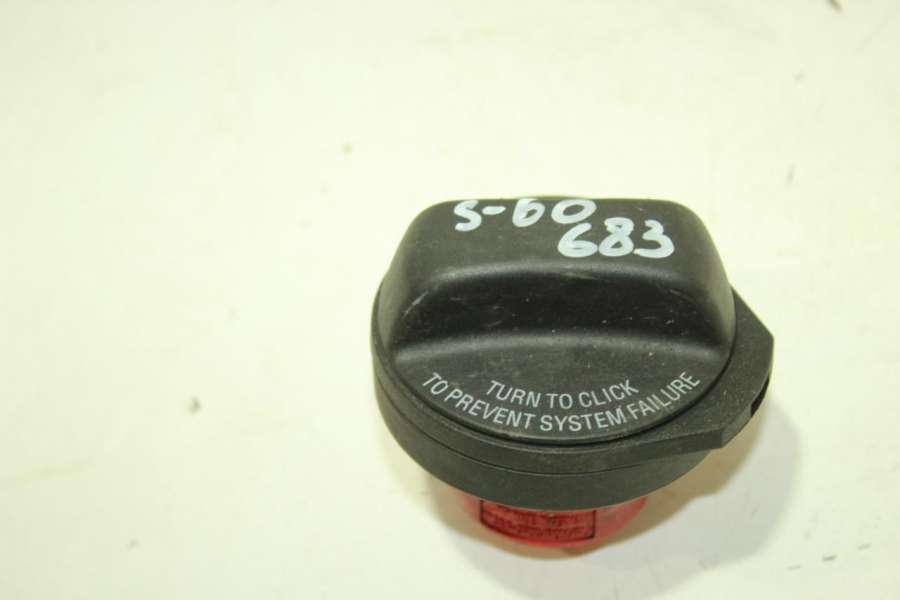 S-60
683
TURN TO CLICK
TO PREVENT SYSTEM FAILURE